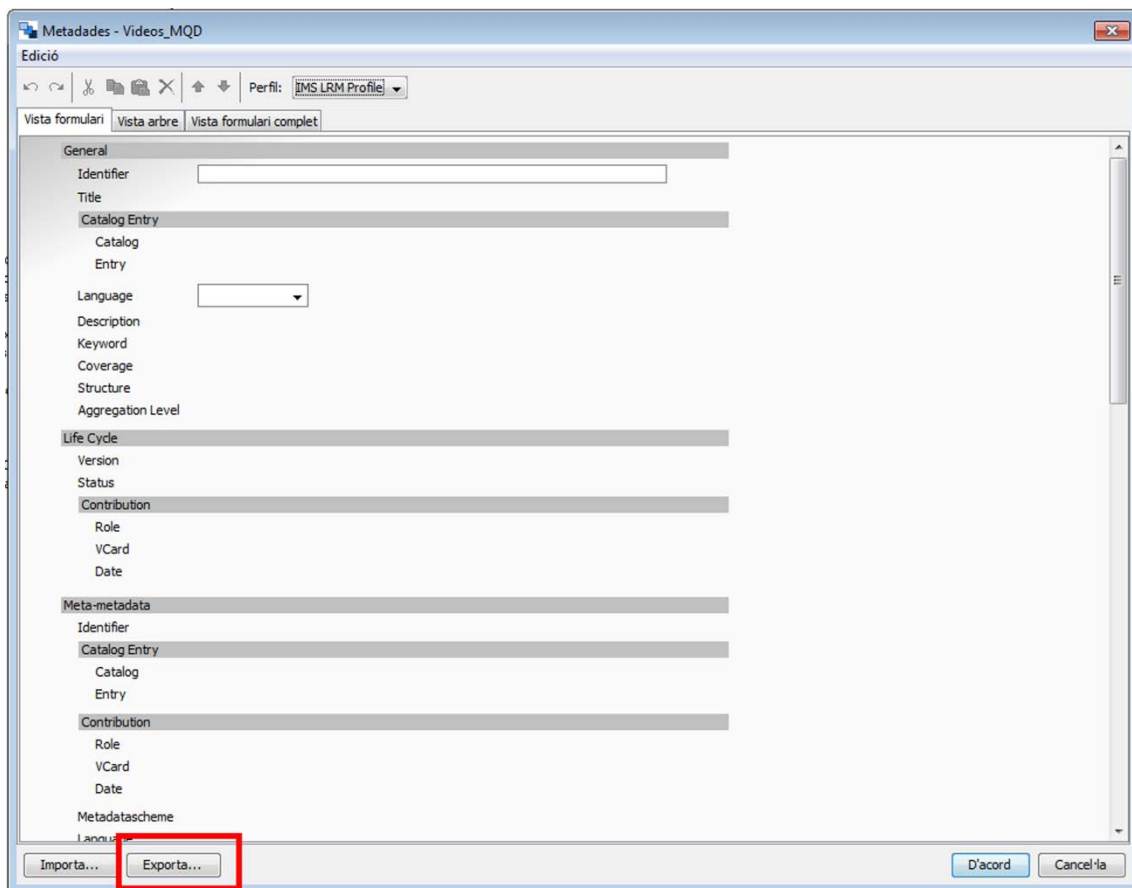 Metadades - Videos_MQD
Edició
Perfil: IMS LRM Profile
Vista formulari Vista arbre Vista formulari complet
General
Identifier
Title
Catalog Entry
Catalog
Entry
Language
Description
Keyword
Coverage
Structure
Aggregation Level
Life Cycle
Version
Status
Contribution
Role
VCard
Date
Meta-metadata
Identifier
Catalog Entry
Catalog
Entry
Contribution
Role
VCard
Date
Metadatascheme
Language
Importa... Exporta... D'acord Cancel·la